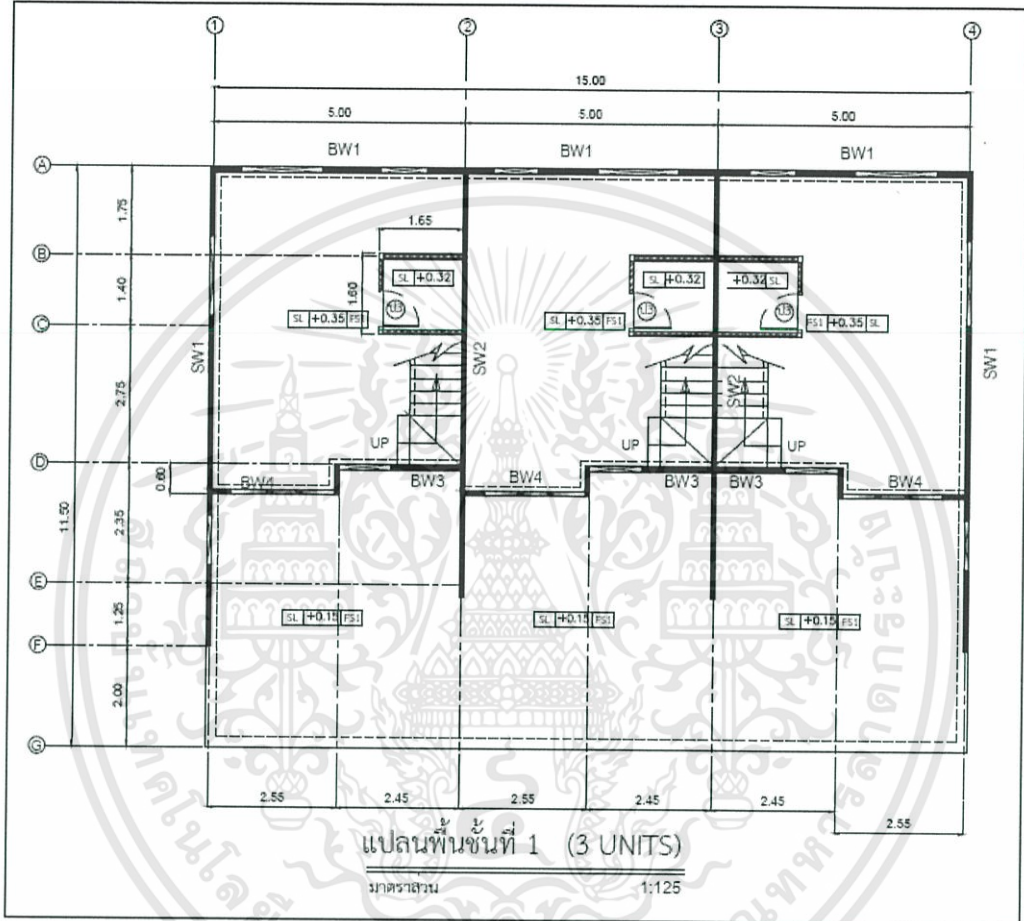 1 2 3 4
15.00
5.00 5.00 5.00
BW1 BW1 BW1
A
1.75
B
1.65
SL +0.32 SL +0.32 +0.32 SL
1.40
1.60
U3 U3 U3
C
SL +0.35 FS1 SL +0.35 FS1 FS1 +0.35 SL
SW1 SW2 SW2 SW1
2.75
UP UP UP
D
0.60
BW4 BW3 BW4 BW3 BW3 BW4
11.50
2.35
E
SL +0.15 FS1 SL +0.15 FS1 SL +0.15 FS1
1.25
F
2.00
G
2.55 2.45 2.55 2.45 2.45 2.55
แปลนพื้นชั้นที่ 1 (3 UNITS)
มาตราส่วน 1:125